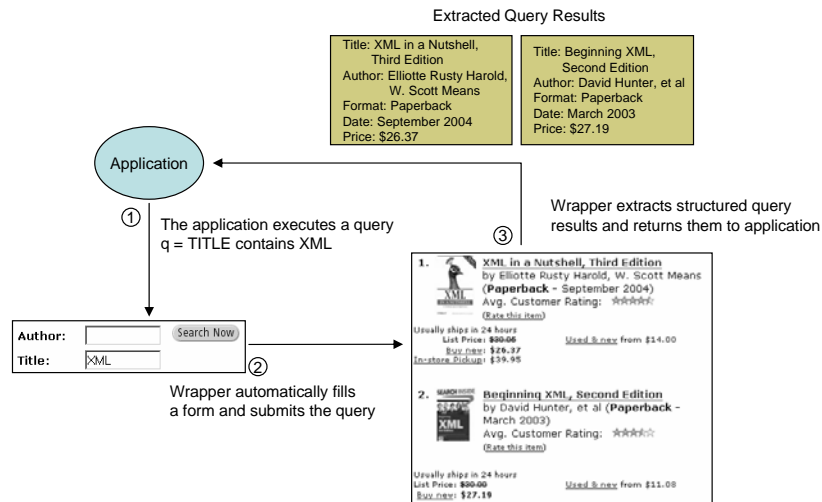 Extracted Query Results
Title: XML in a Nutshell,
Third Edition
Author: Elliotte Rusty Harold,
W. Scott Means
Format: Paperback
Date: September 2004
Price: $26.37
Title: Beginning XML,
Second Edition
Author: David Hunter, et al
Format: Paperback
Date: March 2003
Price: $27.19
Application
1
The application executes a query
q = TITLE contains XML
Author:
Search Now
Title: XML
2
Wrapper automatically fills
a form and submits the query
3
Wrapper extracts structured query
results and returns them to application
1. XML in a Nutshell, Third Edition
by Elliotte Rusty Harold, W. Scott Means
(Paperback - September 2004)
Avg. Customer Rating:
(Rate this item)
XML
Usually ships in 24 hours
List Price: Used & new from $14.00
Buy new: $26.37
In-store Pickup: $39.95
2. Beginning XML, Second Edition
by David Hunter, et al (Paperback -
March 2003)
Avg. Customer Rating:
(Rate this item)
XML
Usually ships in 24 hours
List Price: Used & new from $11.08
Buy new: $27.19